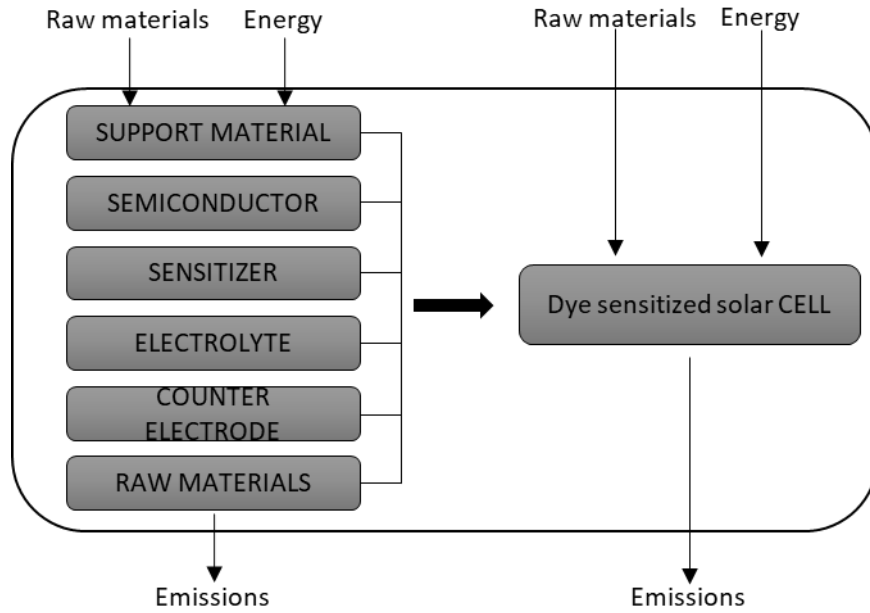 Raw materials
Energy
Raw materials
Energy
SUPPORT MATERIAL
SEMICONDUCTOR
SENSITIZER
ELECTROLYTE
COUNTER
ELECTRODE
RAW MATERIALS
Dye sensitized solar CELL
Emissions
Emissions